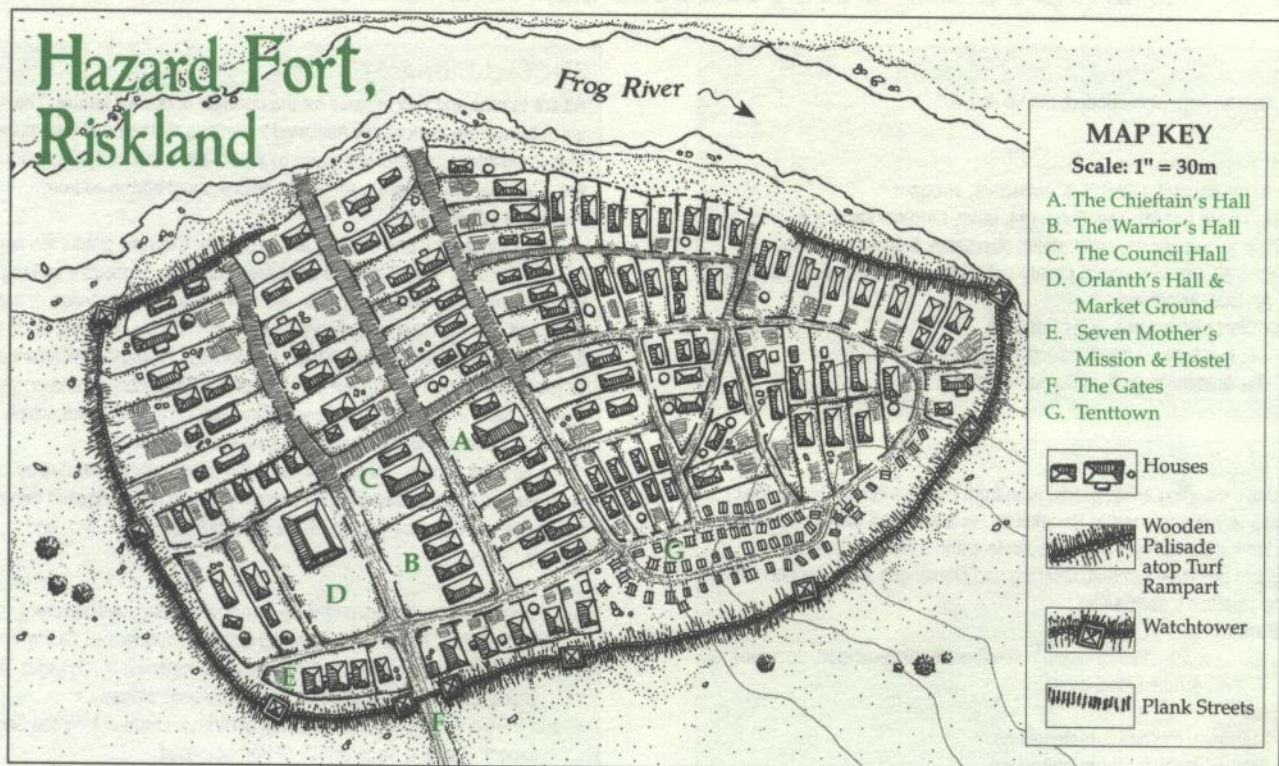 Hazard Fort,
Riskland
Frog River
MAP KEY
Scale: 1" = 30m
A. The Chieftain's Hall
B. The Warrior's Hall
C. The Council Hall
D. Orlanth's Hall &
Market Ground
E. Seven Mother's
Mission & Hostel
F. The Gates
G. Tenttown
Houses
Wooden
Palisade
atop Turf
Rampart
Watchtower
Plank Streets
A
C
B
G
D
E
F